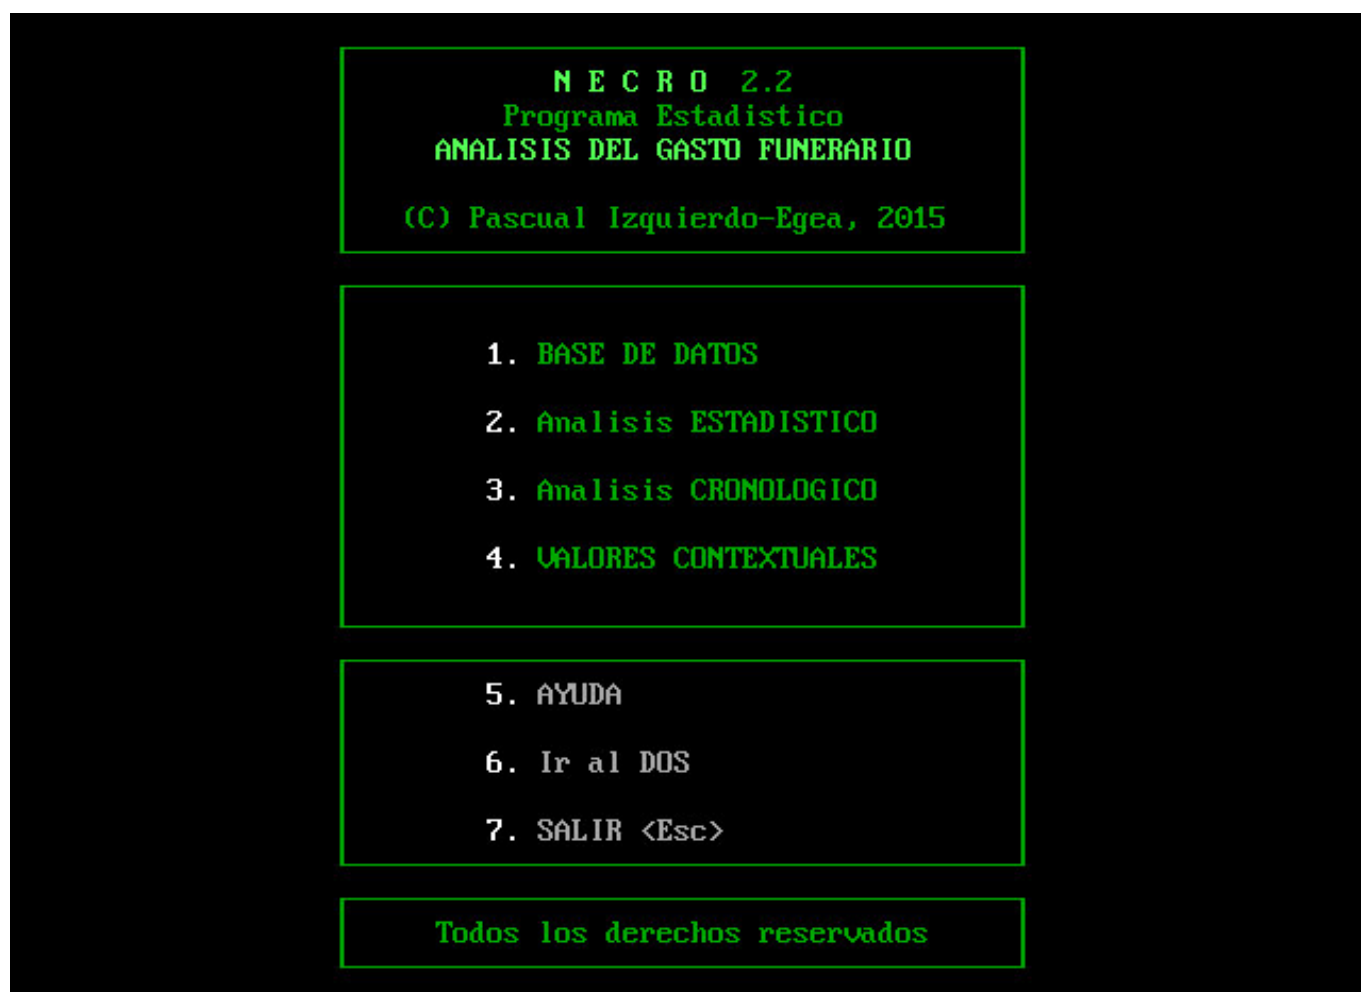 N E C R O 2.2
Programa Estadistico
ANALISIS DEL GASTO FUNERARIO
(C) Pascual Izquierdo-Egea, 2015
1. BASE DE DATOS
2. Analisis ESTADISTICO
3. Analisis CRONOLOGICO
4. VALORES CONTEXTUALES
5. AYUDA
6. Ir al DOS
7. SALIR <Esc>
Todos los derechos reservados